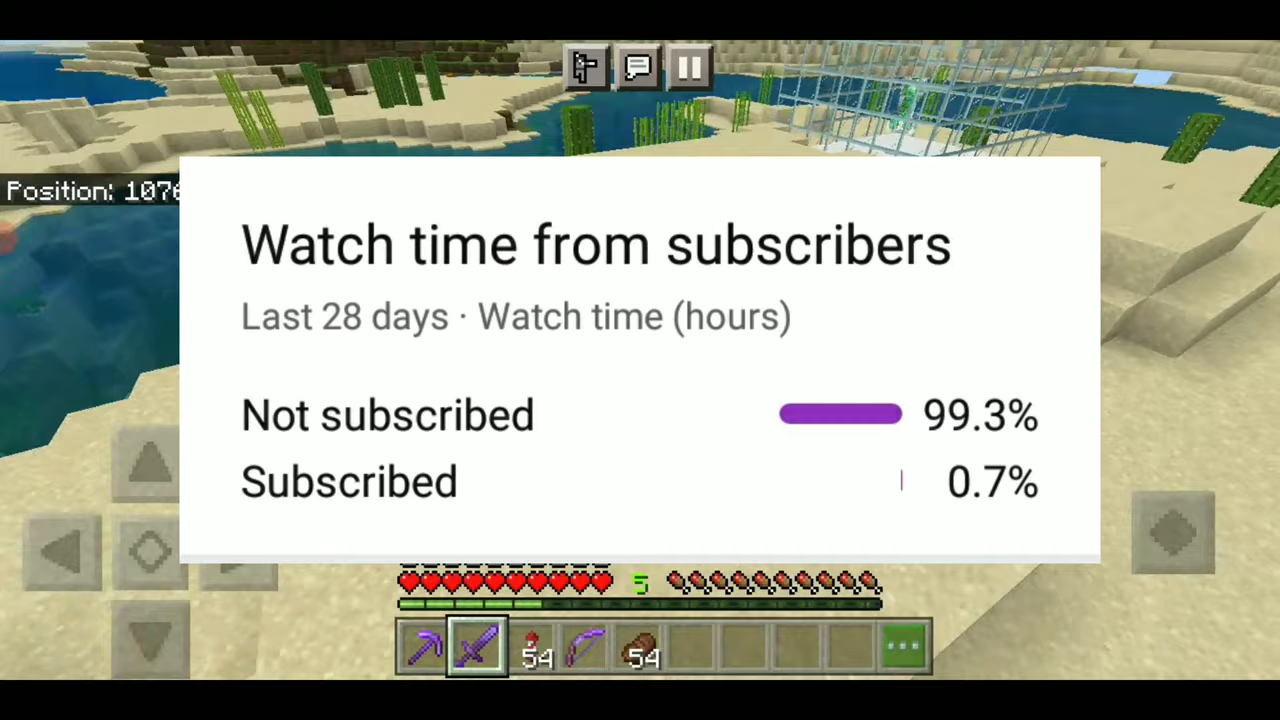 Position: 1076
Watch time from subscribers
Last 28 days · Watch time (hours)
Not subscribed 99.3%
Subscribed 0.7%
5
54 54